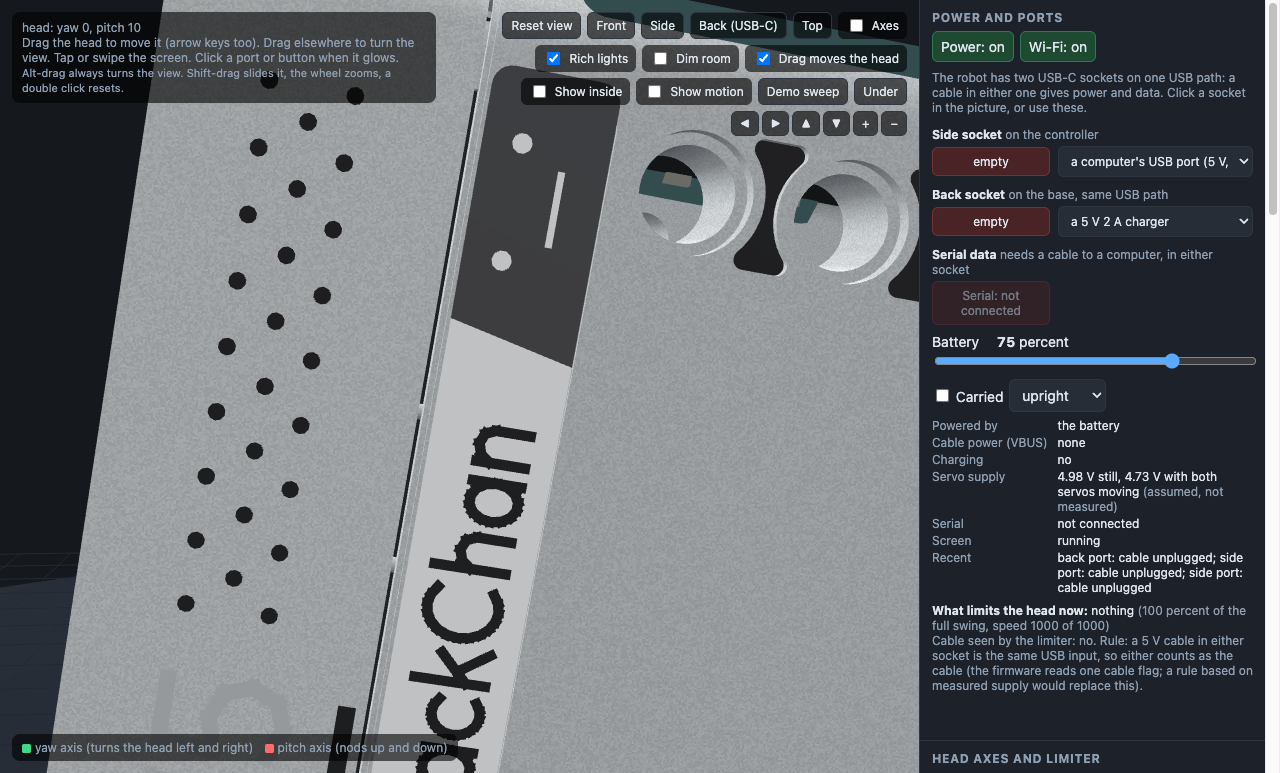 head: yaw 0, pitch 10
Drag the head to move it (arrow keys too). Drag elsewhere to turn the
view. Tap or swipe the screen. Click a port or button when it glows.
Alt-drag always turns the view. Shift-drag slides it, the wheel zooms, a
double click resets.
Reset view Front Side Back (USB-C) Top Axes
Rich lights Dim room Drag moves the head
Show inside Show motion Demo sweep Under
◄ ► ▲ ▼ + −
ackChan
yaw axis (turns the head left and right) pitch axis (nods up and down)
POWER AND PORTS
Power: on Wi-Fi: on
The robot has two USB-C sockets on one USB path: a
cable in either one gives power and data. Click a socket
in the picture, or use these.
Side socket on the controller
empty a computer's USB port (5 V,
Back socket on the base, same USB path
empty a 5 V 2 A charger
Serial data needs a cable to a computer, in either
socket
Serial: not
connected
Battery 75 percent
Carried upright
Powered by the battery
Cable power (VBUS) none
Charging no
Servo supply 4.98 V still, 4.73 V with both
servos moving (assumed, not
measured)
Serial not connected
Screen running
Recent back port: cable unplugged; side
port: cable unplugged; side port:
cable unplugged
What limits the head now: nothing (100 percent of the
full swing, speed 1000 of 1000)
Cable seen by the limiter: no. Rule: a 5 V cable in either
socket is the same USB input, so either counts as the
cable (the firmware reads one cable flag; a rule based on
measured supply would replace this).
HEAD AXES AND LIMITER